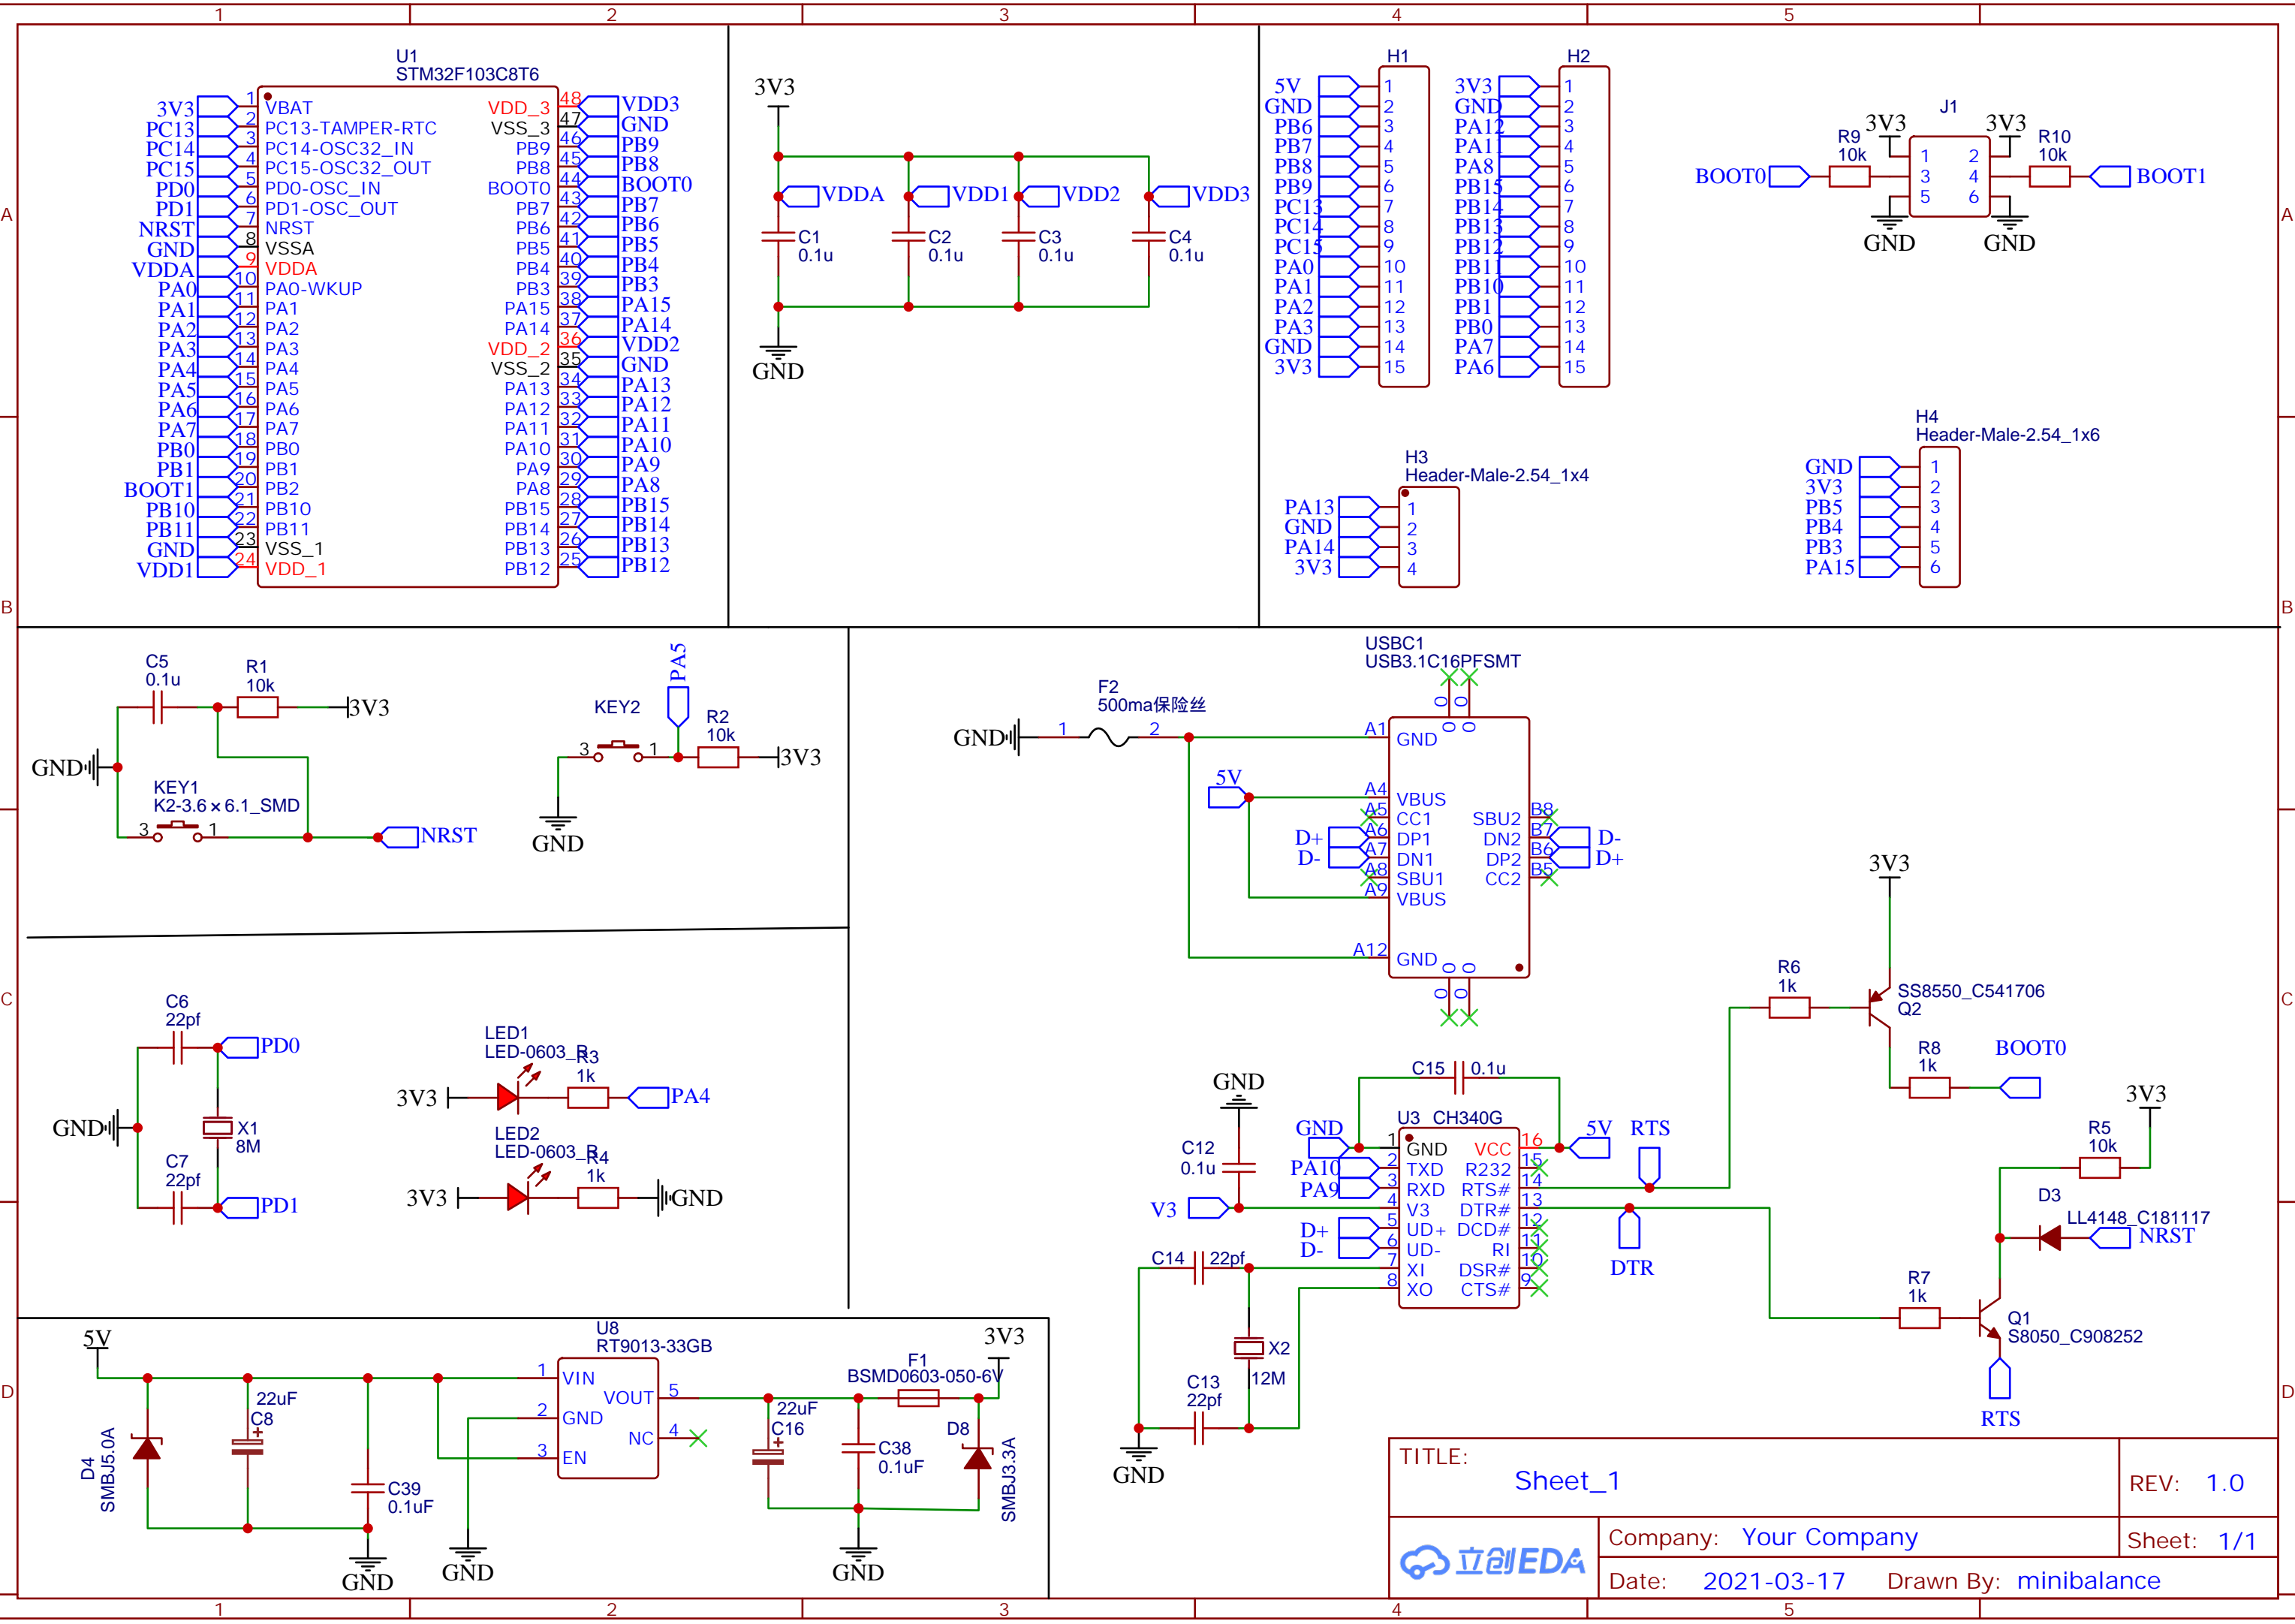 1 2 3 4 5
A
B
C
D
A
B
C
D
1 2 3 4 5
U1
STM32F103C8T6
3V3 1 VBAT VDD_3 48 VDD3
PC13 2 PC13-TAMPER-RTC VSS_3 47 GND
PC14 3 PC14-OSC32_IN PB9 46 PB9
PC15 4 PC15-OSC32_OUT PB8 45 PB8
PD0 5 PD0-OSC_IN BOOT0 44 BOOT0
PD1 6 PD1-OSC_OUT PB7 43 PB7
NRST 7 NRST PB6 42 PB6
GND 8 VSSA PB5 41 PB5
VDDA 9 VDDA PB4 40 PB4
PA0 10 PA0-WKUP PB3 39 PB3
PA1 11 PA1 PA15 38 PA15
PA2 12 PA2 PA14 37 PA14
PA3 13 PA3 VDD_2 36 VDD2
PA4 14 PA4 VSS_2 35 GND
PA5 15 PA5 PA13 34 PA13
PA6 16 PA6 PA12 33 PA12
PA7 17 PA7 PA11 32 PA11
PB0 18 PB0 PA10 31 PA10
PB1 19 PB1 PA9 30 PA9
BOOT1 20 PB2 PA8 29 PA8
PB10 21 PB10 PB15 28 PB15
PB11 22 PB11 PB14 27 PB14
GND 23 VSS_1 PB13 26 PB13
VDD1 24 VDD_1 PB12 25 PB12
3V3
VDDA VDD1 VDD2 VDD3
C1 C2 C3 C4
0.1u 0.1u 0.1u 0.1u
GND
H1
5V 1
GND 2
PB6 3
PB7 4
PB8 5
PB9 6
PC13 7
PC14 8
PC15 9
PA0 10
PA1 11
PA2 12
PA3 13
GND 14
3V3 15
H2
3V3 1
GND 2
PA12 3
PA11 4
PA8 5
PB15 6
PB14 7
PB13 8
PB12 9
PB11 10
PB10 11
PB1 12
PB0 13
PA7 14
PA6 15
J1
3V3 3V3
R9 R10
10k 10k
1 2
BOOT0 3 4 BOOT1
5 6
GND GND
H3
Header-Male-2.54_1x4
PA13 1
GND 2
PA14 3
3V3 4
H4
Header-Male-2.54_1x6
GND 1
3V3 2
PB5 3
PB4 4
PB3 5
PA15 6
C5
0.1u
R1
10k
3V3
GND
KEY1
K2-3.6×6.1_SMD
3 1
NRST
PA5
KEY2
3 1
R2
10k
3V3
GND
USBC1
USB3.1C16PFSMT
F2
500ma保险丝
GND 1 2
0 0
0 0
A1 GND
5V
A4 VBUS
A5 CC1 SBU2 B8
D+ A6 DP1 DN2 B7 D-
D- A7 DN1 DP2 B6 D+
A8 SBU1 CC2 B5
A9 VBUS
A12 GND
0 0
0 0
C6
22pf
PD0
GND
X1
8M
C7
22pf
PD1
LED1
LED-0603_R
R3
1k
3V3 PA4
LED2
LED-0603_R
R4
1k
3V3 GND
3V3
R6
1k
SS8550_C541706
Q2
R8
1k
BOOT0
3V3
R5
10k
D3
LL4148_C181117
NRST
R7
1k
Q1
S8050_C908252
RTS
C15 0.1u
GND
U3 CH340G
C12
0.1u
GND 1 GND VCC 16 5V RTS
PA10 2 TXD R232 15
PA9 3 RXD RTS# 14
V3 4 V3 DTR# 13
D+ 5 UD+ DCD# 12
D- 6 UD- RI 11
7 XI DSR# 10
8 XO CTS# 9
DTR
C14 22pf
X2
12M
C13
22pf
GND
5V
D4
SMBJ5.0A
22uF
C8
C39
0.1uF
GND
U8
RT9013-33GB
1 VIN
VOUT 5
2 GND
NC 4
3 EN
GND
22uF
C16
C38
0.1uF
F1
BSMD0603-050-6V
3V3
D8
SMBJ3.3A
GND
TITLE:
Sheet_1
REV: 1.0
立创EDA
Company: Your Company
Sheet: 1/1
Date: 2021-03-17 Drawn By: minibalance